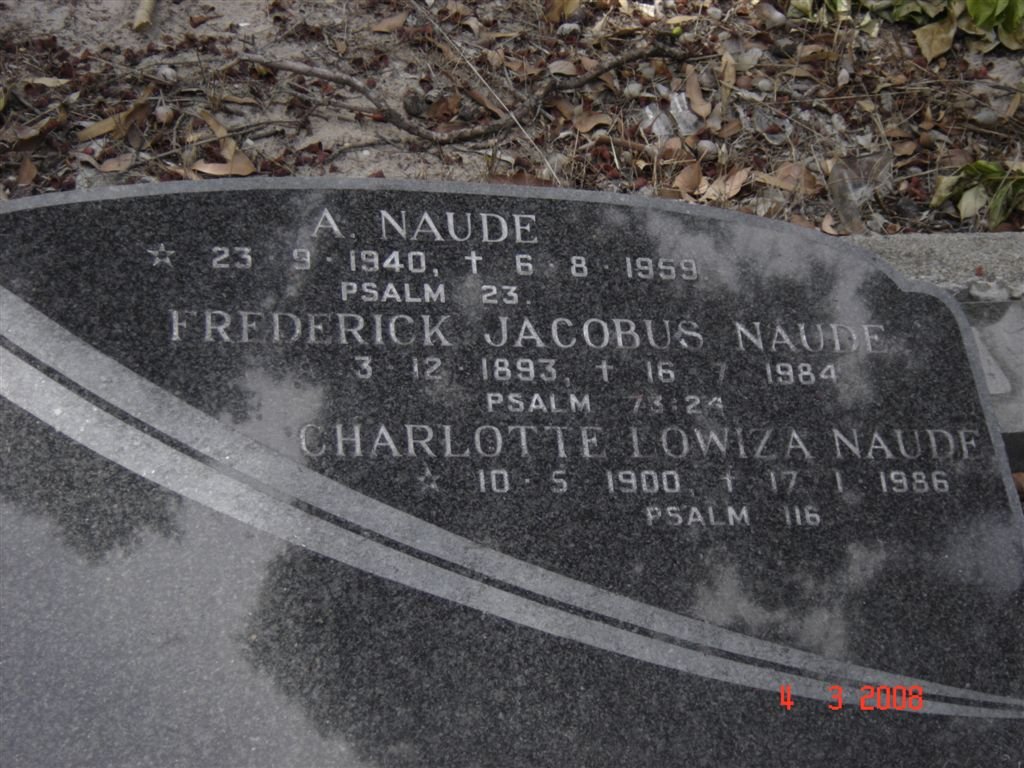 A. NAUDE
☆ 23 · 9 · 1940, † 6 · 8 · 1959.
PSALM 23.
FREDERICK JACOBUS NAUDE
☆ 3 · 12 · 1893, † 16 · 7 · 1984
PSALM 73:24
CHARLOTTE LOWIZA NAUDE
☆ 10 · 5 · 1900, † 17 · 1 · 1986
PSALM 116
4 3 2008